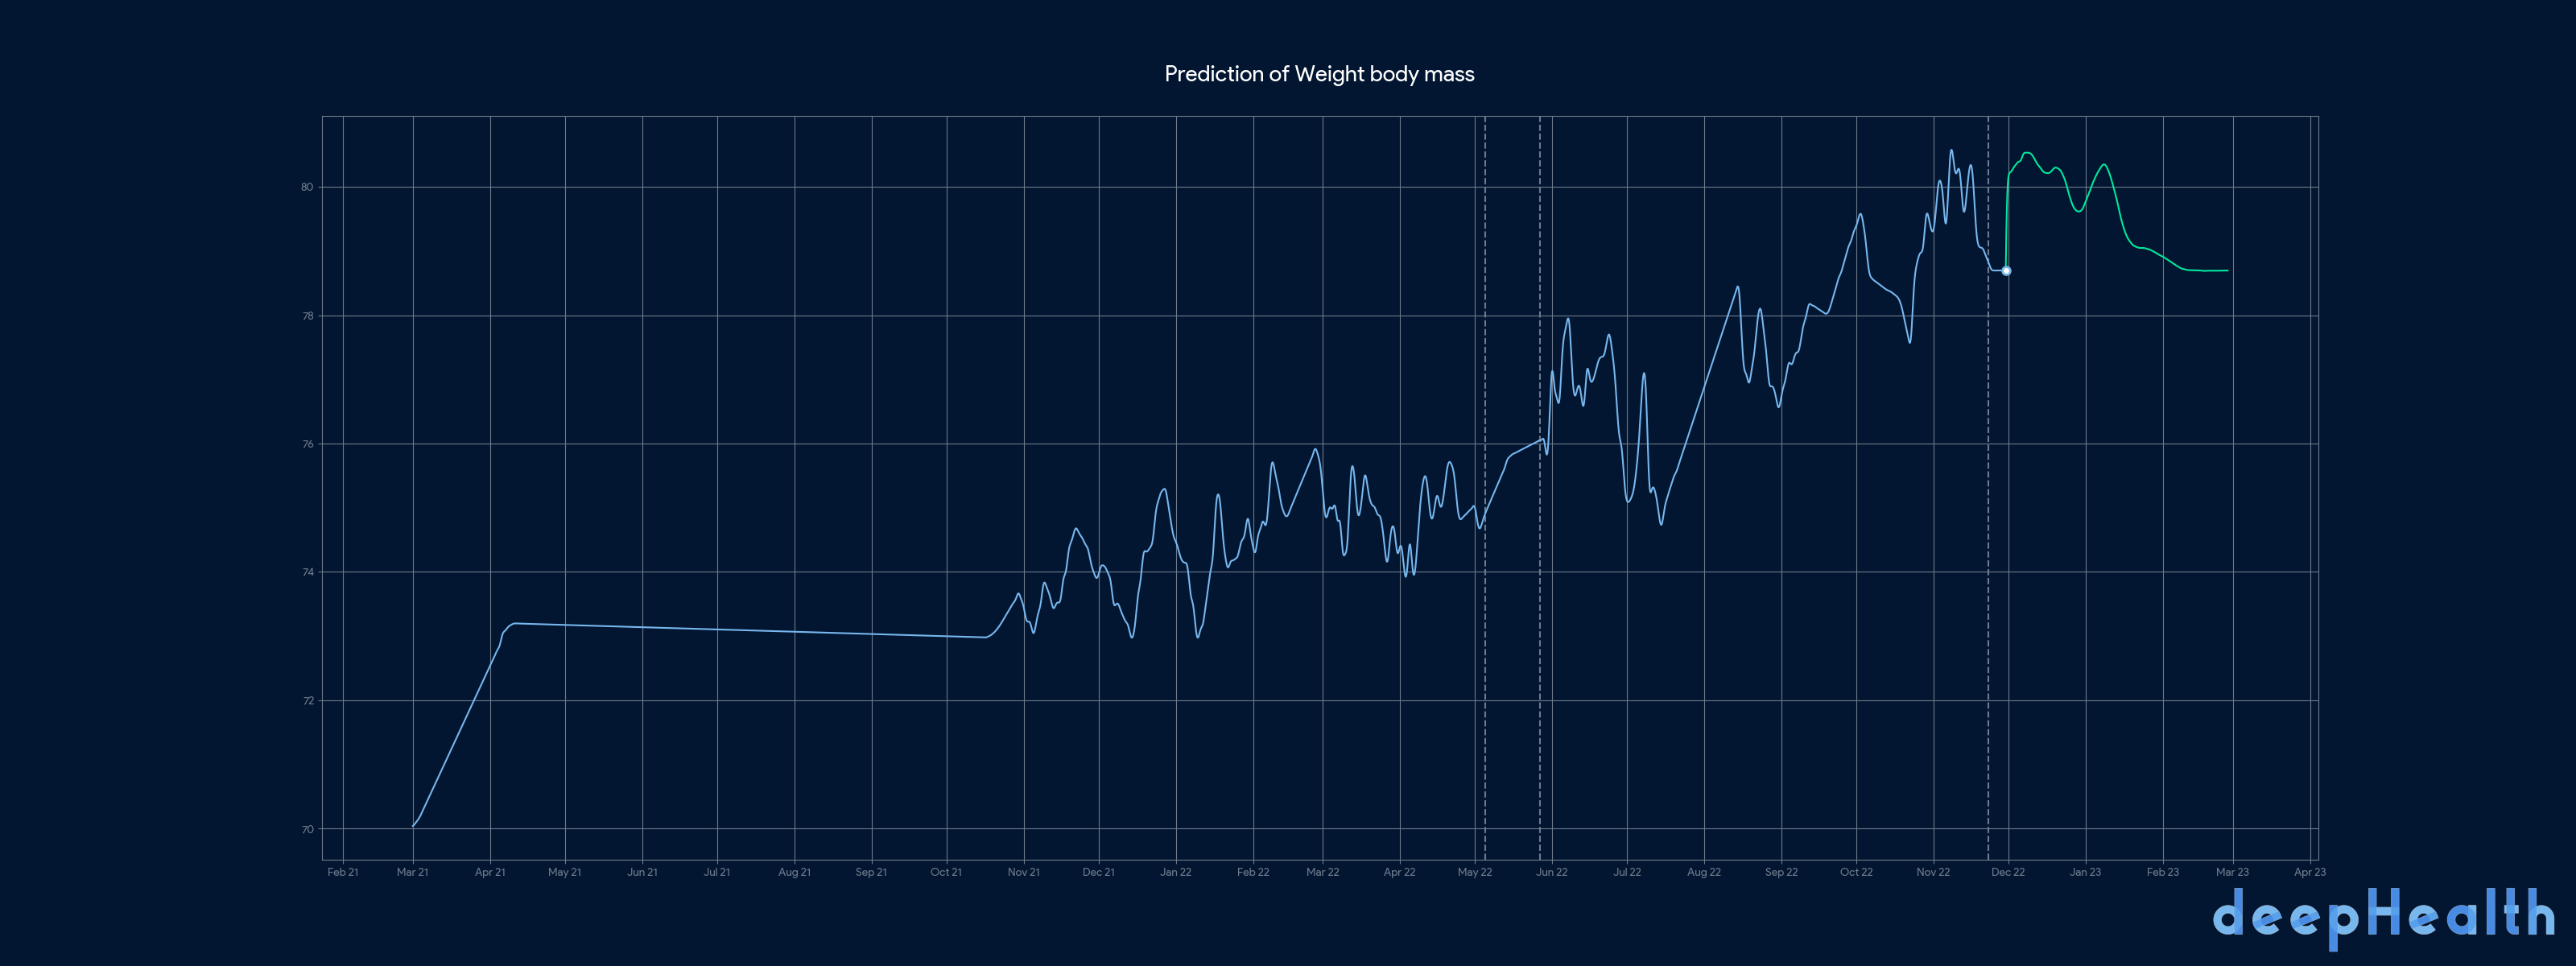 Prediction of Weight body mass
80
78
76
74
72
70
Feb 21 Mar 21 Apr 21 May 21 Jun 21 Jul 21 Aug 21 Sep 21 Oct 21 Nov 21 Dec 21 Jan 22 Feb 22 Mar 22 Apr 22 May 22 Jun 22 Jul 22 Aug 22 Sep 22 Oct 22 Nov 22 Dec 22 Jan 23 Feb 23 Mar 23 Apr 23
deepHealth